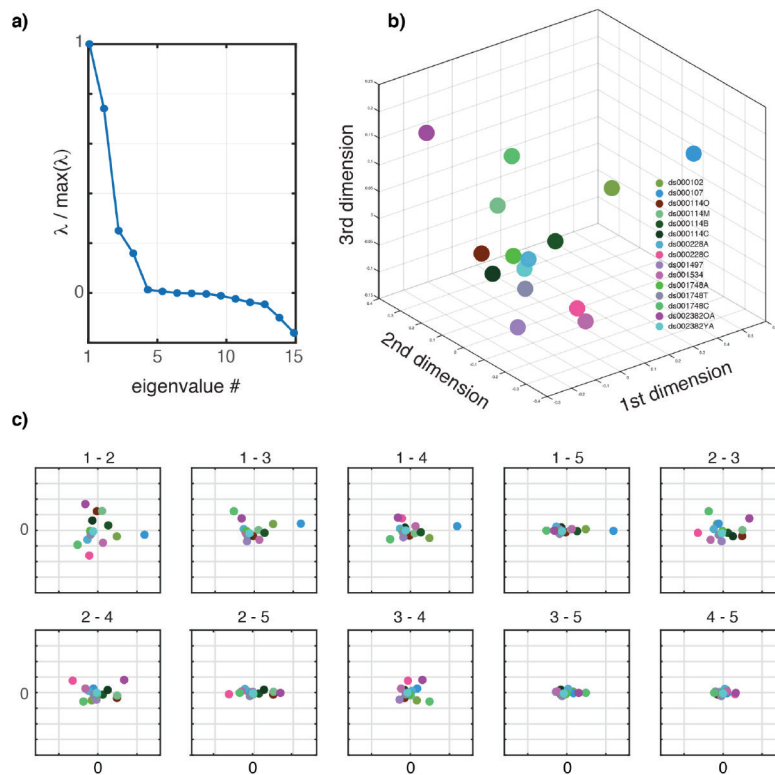 a)
b)
1
0
λ / max(λ)
1
5
10
15
eigenvalue #
3rd dimension
2nd dimension
1st dimension
ds000102
ds000107
ds000114O
ds000114M
ds000114B
ds000114C
ds000228A
ds000228C
ds001497
ds001534
ds001748A
ds001748T
ds001748C
ds002382OA
ds002382YA
c)
1 - 2
1 - 3
1 - 4
1 - 5
2 - 3
0
2 - 4
2 - 5
3 - 4
3 - 5
4 - 5
0
0
0
0
0
0